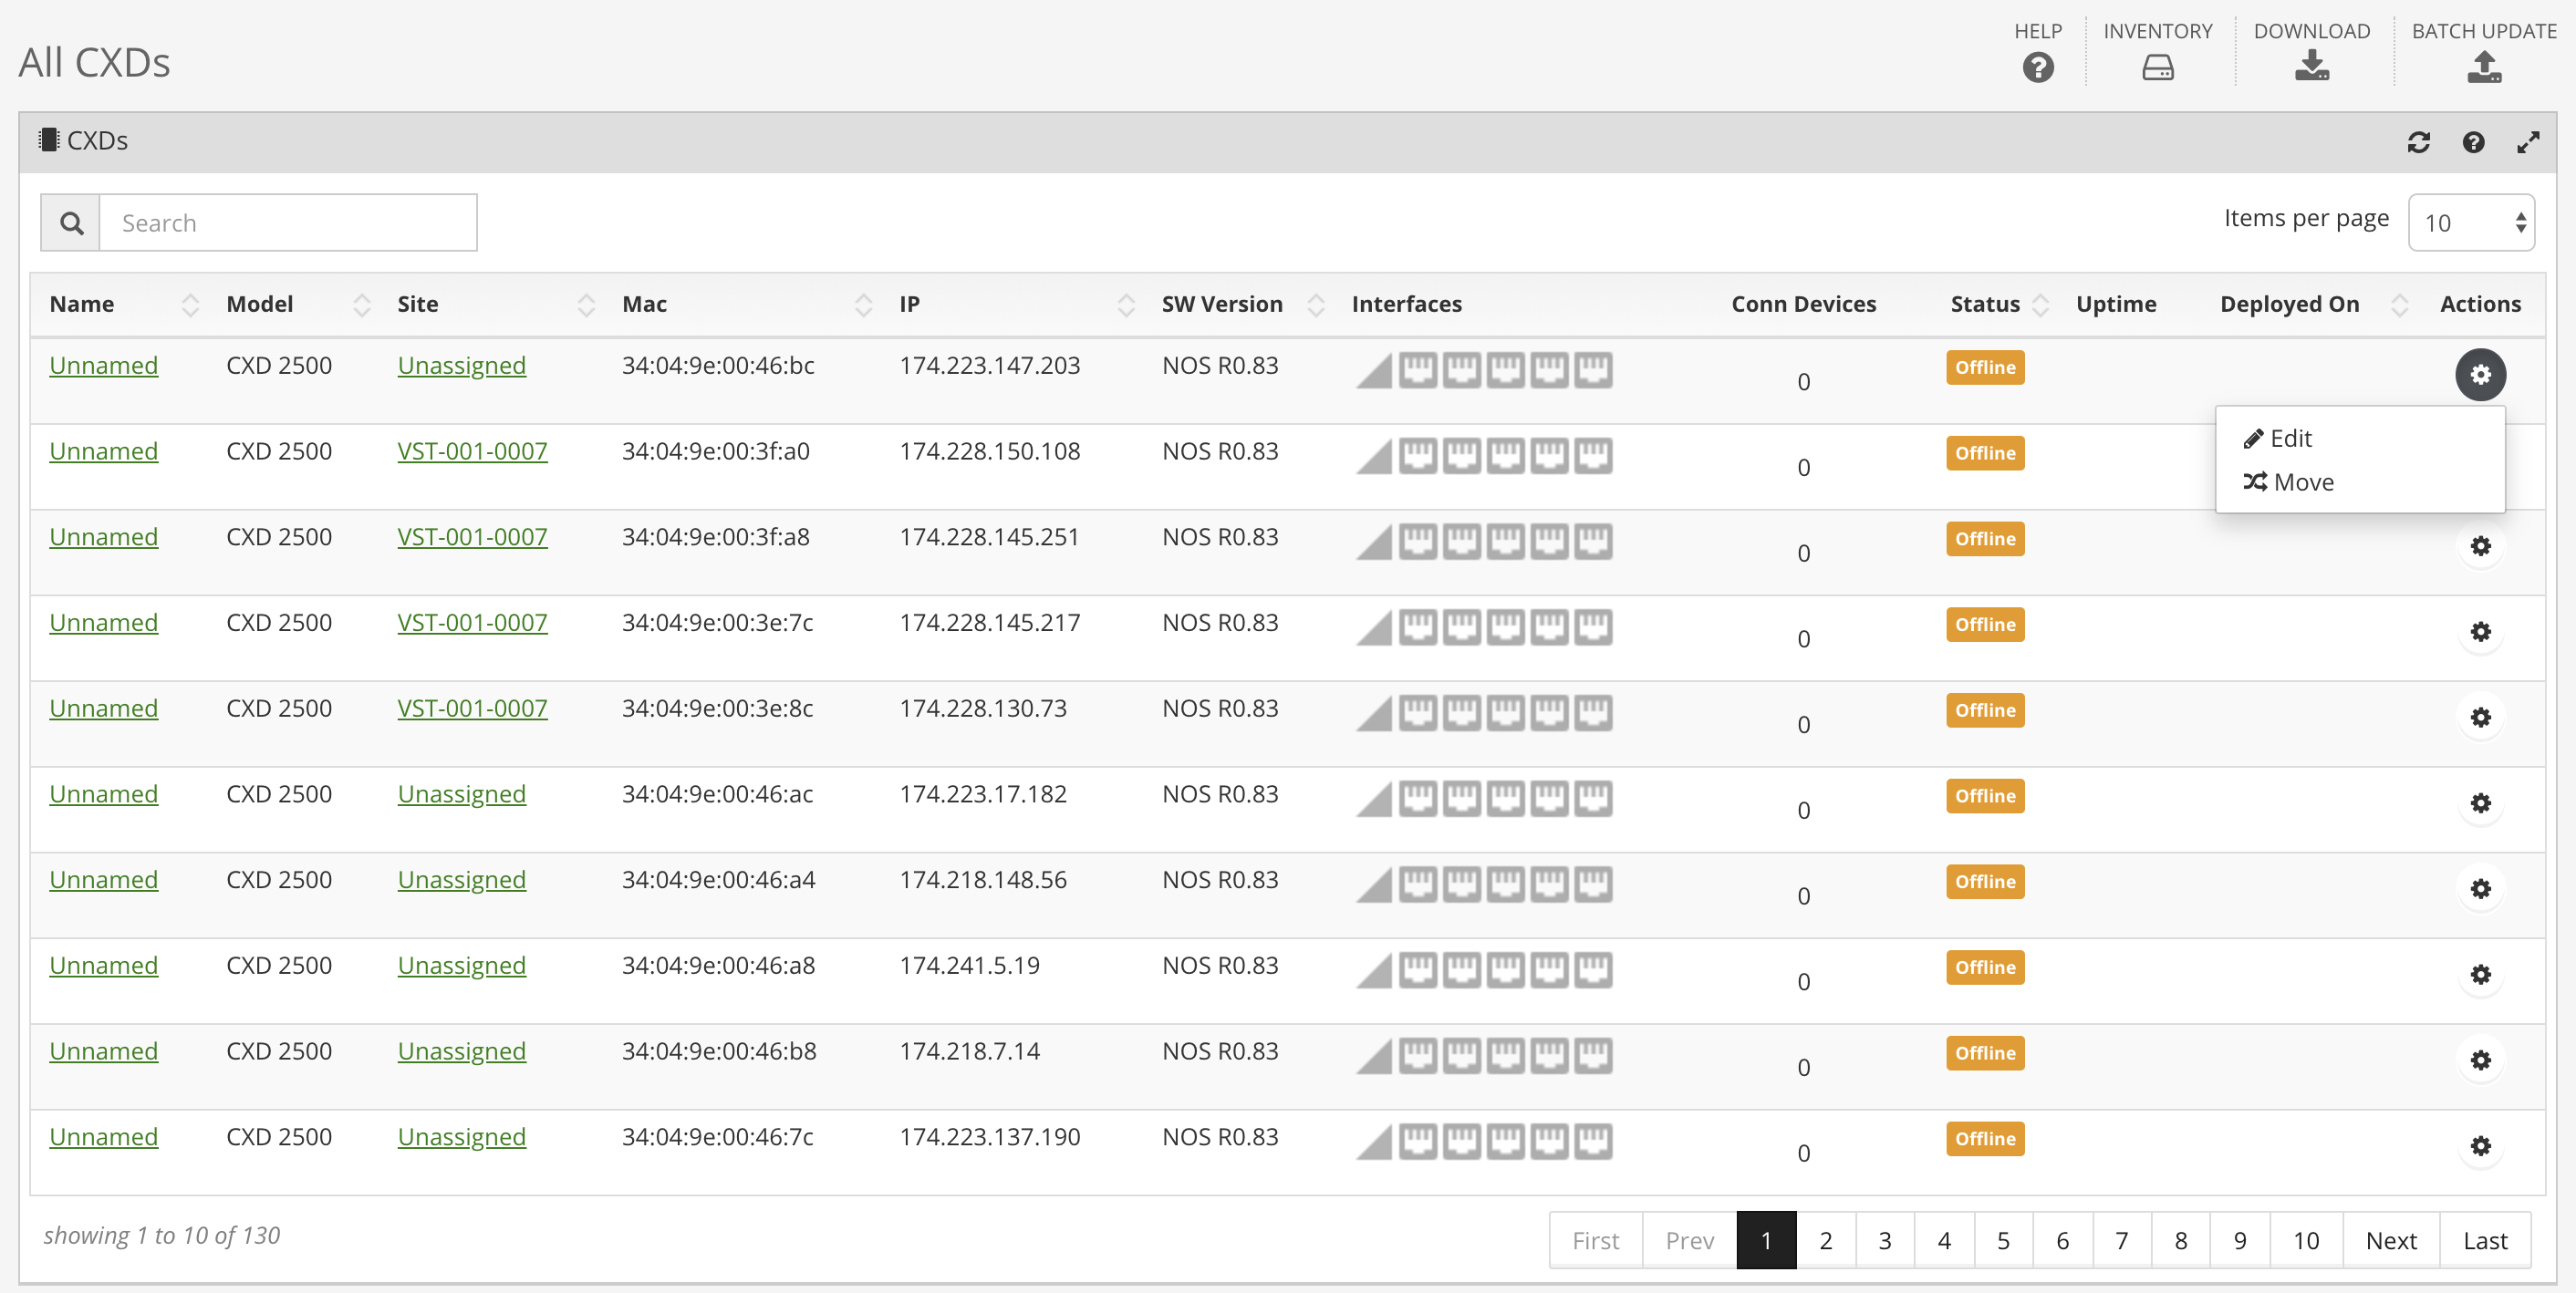 HELP INVENTORY DOWNLOAD BATCH UPDATE
All CXDs
CXDs
Search Items per page 10
Name Model Site Mac IP SW Version Interfaces Conn Devices Status Uptime Deployed On Actions
Unnamed CXD 2500 Unassigned 34:04:9e:00:46:bc 174.223.147.203 NOS R0.83 0 Offline
Edit
Unnamed CXD 2500 VST-001-0007 34:04:9e:00:3f:a0 174.228.150.108 NOS R0.83 0 Offline
Move
Unnamed CXD 2500 VST-001-0007 34:04:9e:00:3f:a8 174.228.145.251 NOS R0.83 0 Offline
Unnamed CXD 2500 VST-001-0007 34:04:9e:00:3e:7c 174.228.145.217 NOS R0.83 0 Offline
Unnamed CXD 2500 VST-001-0007 34:04:9e:00:3e:8c 174.228.130.73 NOS R0.83 0 Offline
Unnamed CXD 2500 Unassigned 34:04:9e:00:46:ac 174.223.17.182 NOS R0.83 0 Offline
Unnamed CXD 2500 Unassigned 34:04:9e:00:46:a4 174.218.148.56 NOS R0.83 0 Offline
Unnamed CXD 2500 Unassigned 34:04:9e:00:46:a8 174.241.5.19 NOS R0.83 0 Offline
Unnamed CXD 2500 Unassigned 34:04:9e:00:46:b8 174.218.7.14 NOS R0.83 0 Offline
Unnamed CXD 2500 Unassigned 34:04:9e:00:46:7c 174.223.137.190 NOS R0.83 0 Offline
showing 1 to 10 of 130 First Prev 1 2 3 4 5 6 7 8 9 10 Next Last